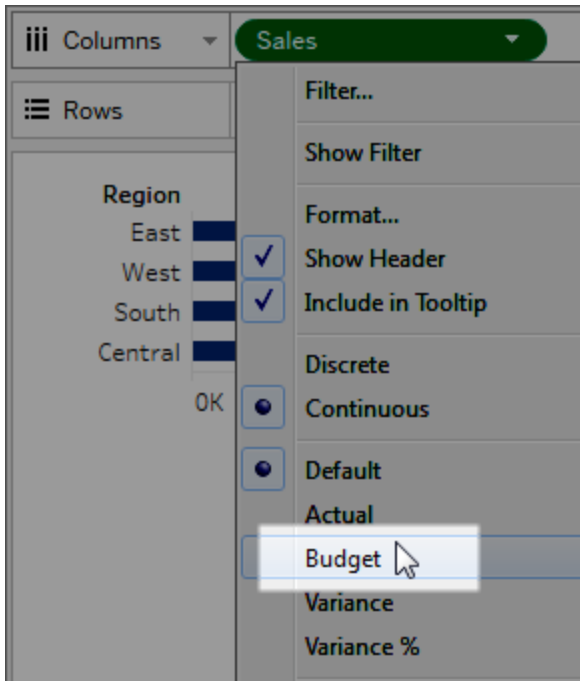 Columns
Sales
Filter...
Rows
Show Filter
Region
Format...
East
Show Header
West
Include in Tooltip
South
Central
Discrete
0K
Continuous
Default
Actual
Budget
Variance
Variance %